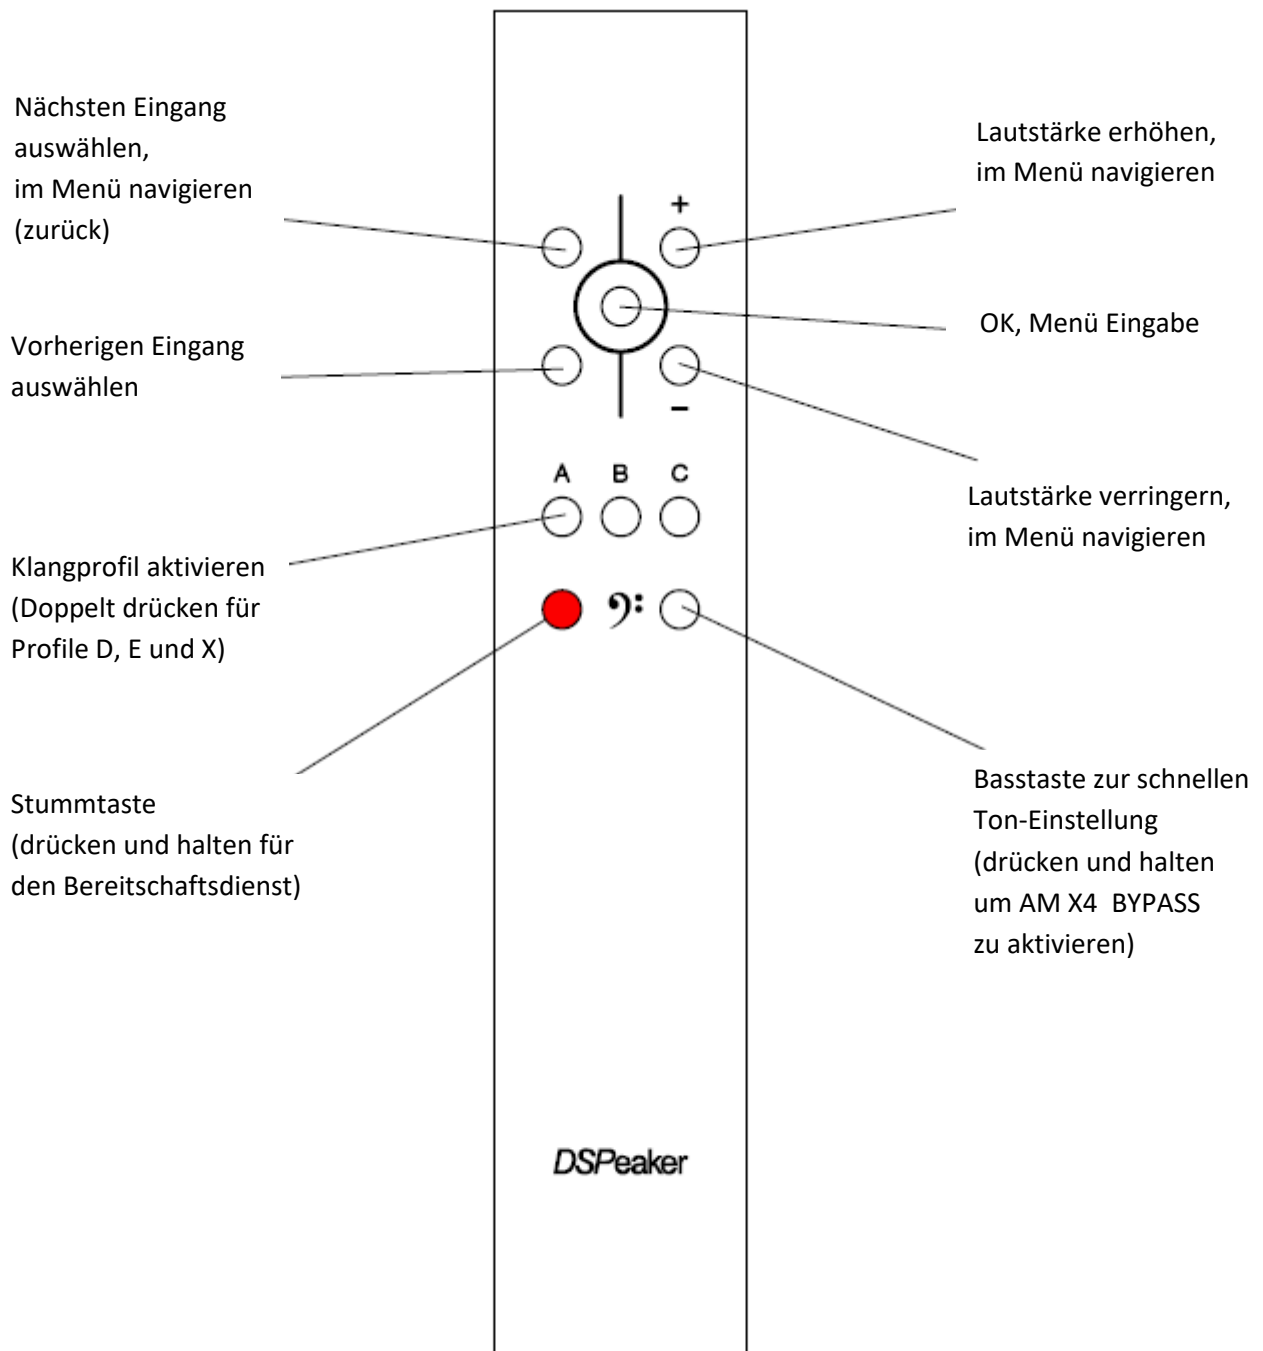 Nächsten Eingang
auswählen,
im Menü navigieren
(zurück)
Lautstärke erhöhen,
im Menü navigieren
+
OK, Menü Eingabe
Vorherigen Eingang
auswählen
−
A B C
Lautstärke verringern,
im Menü navigieren
Klangprofil aktivieren
(Doppelt drücken für
Profile D, E und X)
Stummtaste
(drücken und halten für
den Bereitschaftsdienst)
Basstaste zur schnellen
Ton-Einstellung
(drücken und halten
um AM X4  BYPASS
zu aktivieren)
DSPeaker